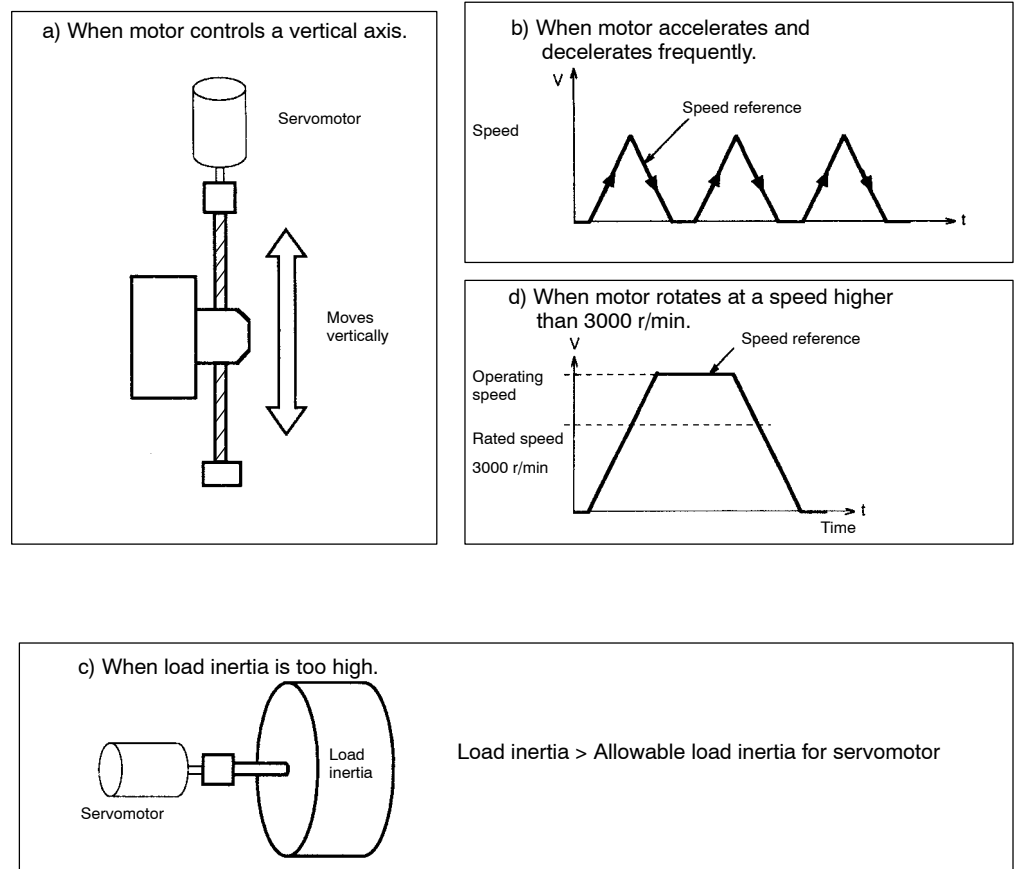 a) When motor controls a vertical axis.
Servomotor
Moves
vertically
b) When motor accelerates and
decelerates frequently.
V
Speed reference
Speed
t
d) When motor rotates at a speed higher
than 3000 r/min.
V
Speed reference
Operating
speed
Rated speed
3000 r/min
t
Time
c) When load inertia is too high.
Load
inertia
Servomotor
Load inertia > Allowable load inertia for servomotor